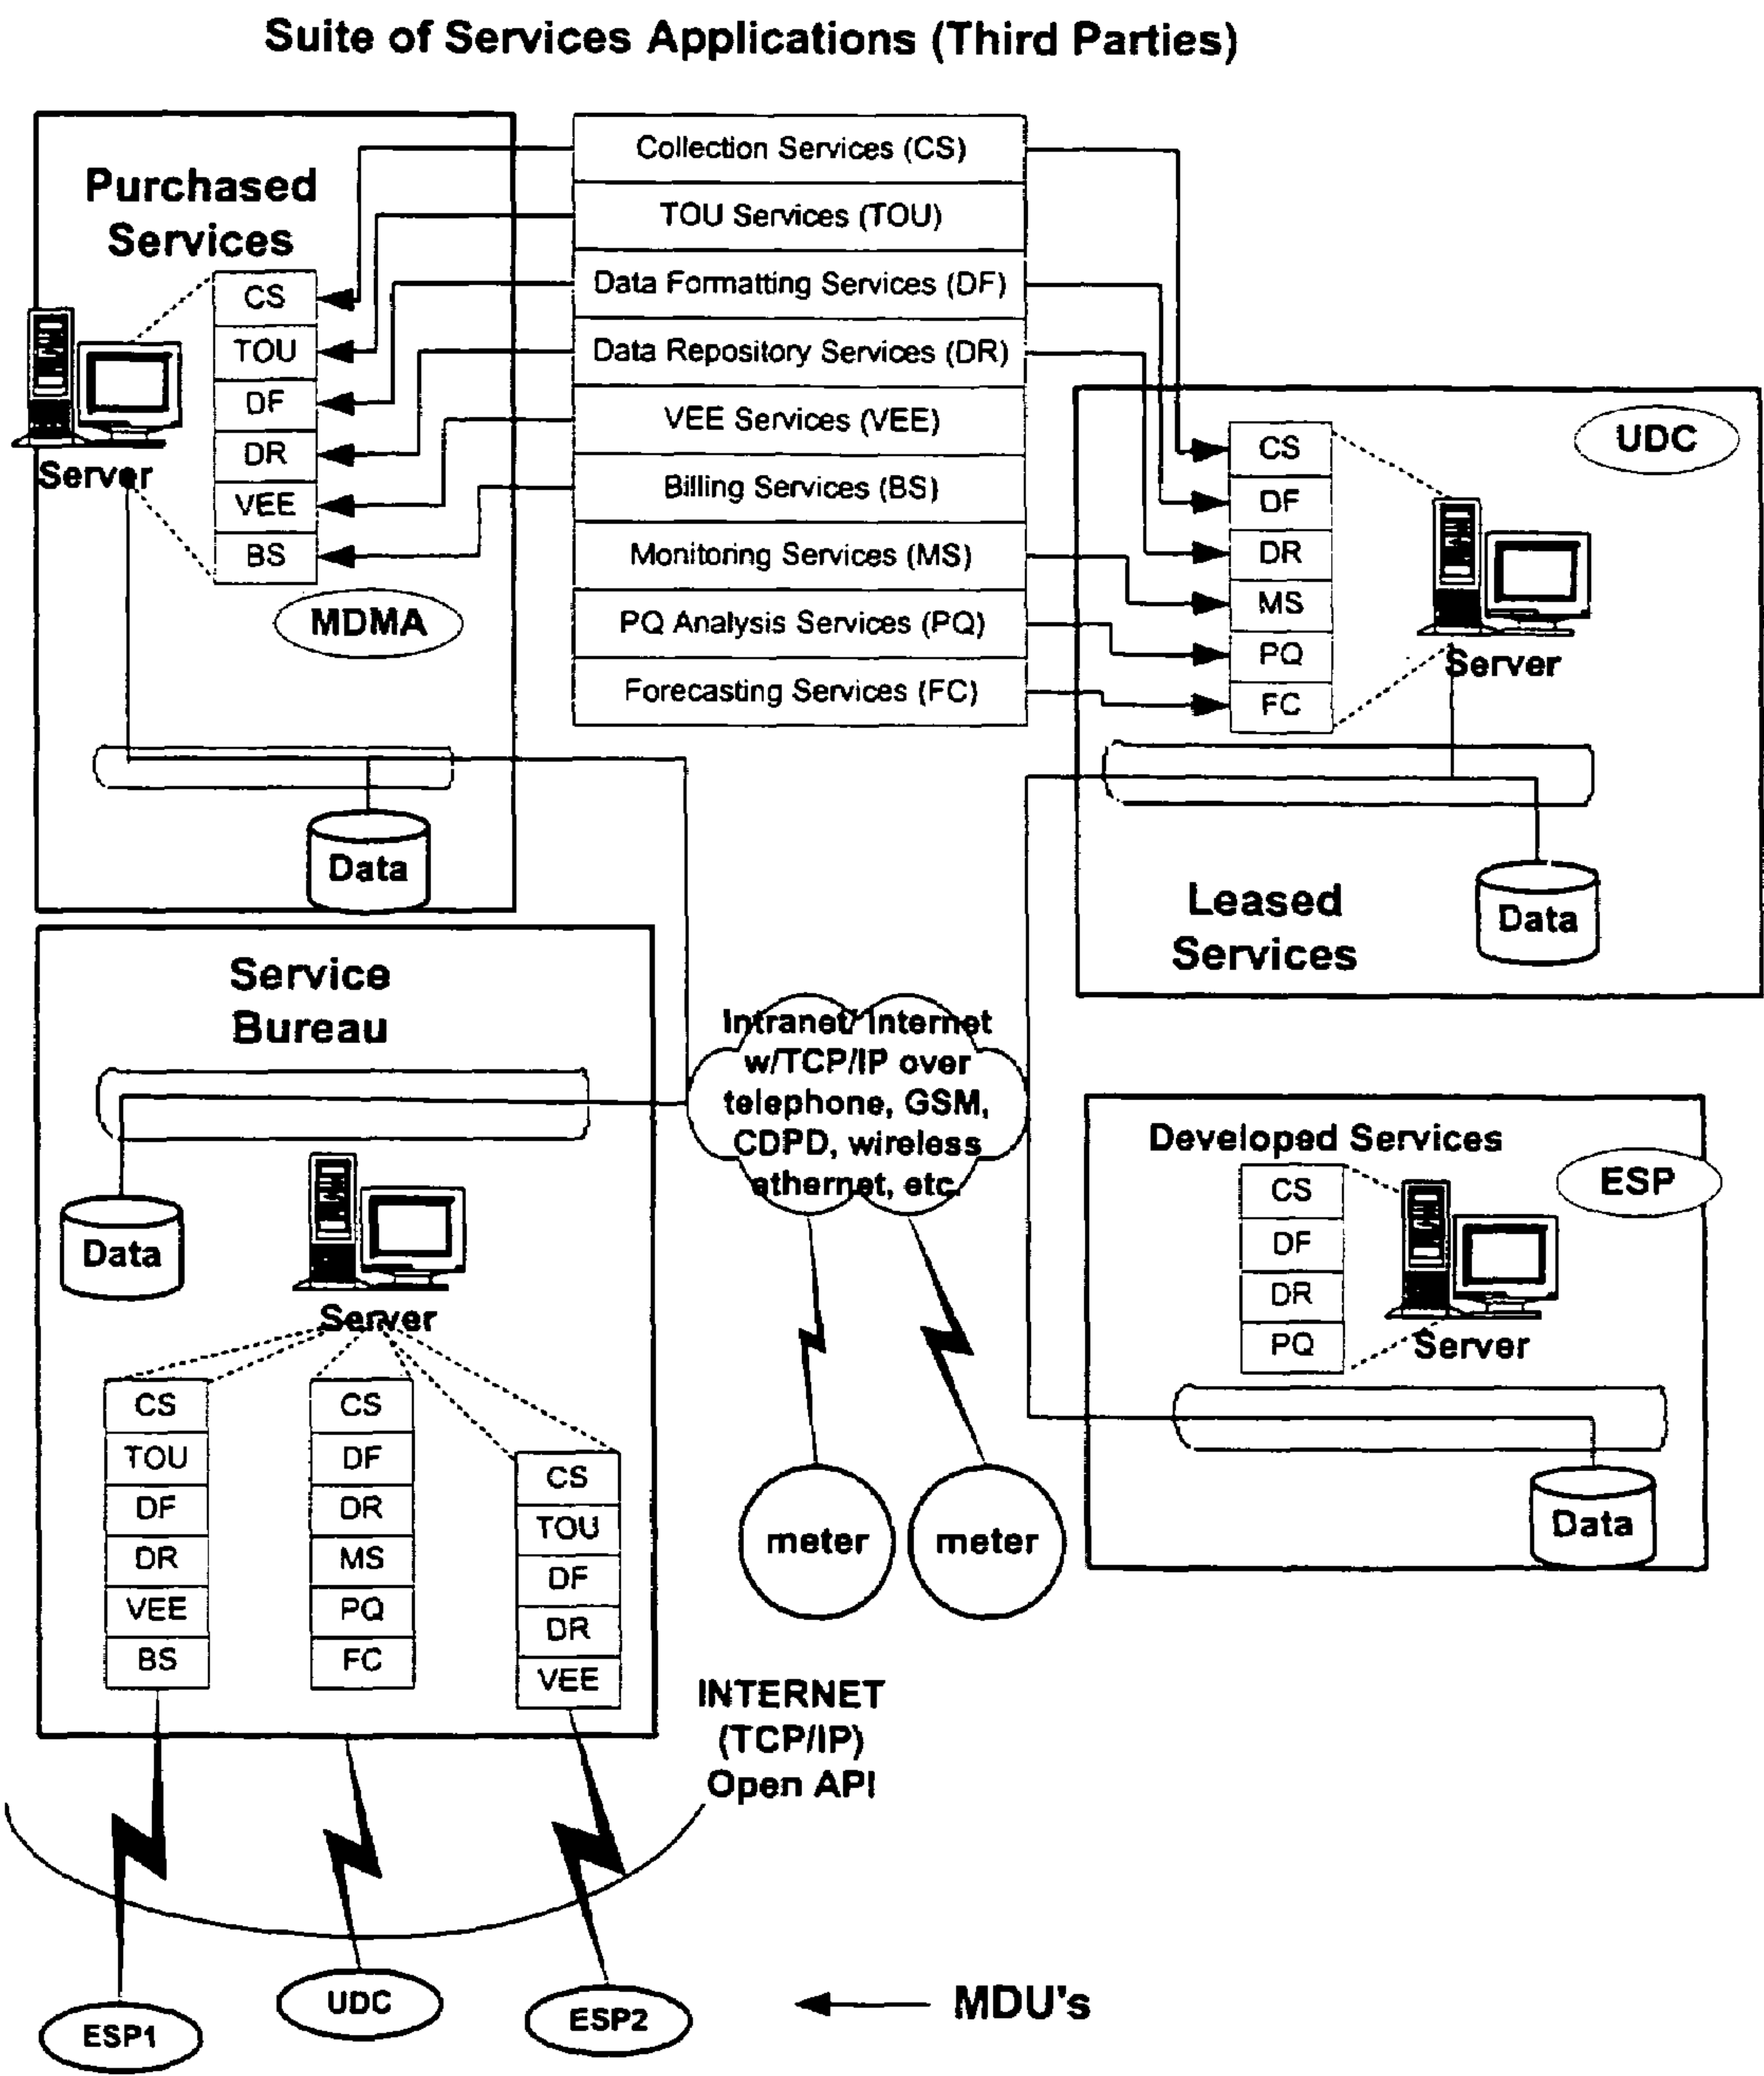 Suite of Services Applications (Third Parties)
Purchased
Services
CS
TOU
DF
DR
VEE
BS
Server
MDMA
Data
Collection Services (CS)
TOU Services (TOU)
Data Formatting Services (DF)
Data Repository Services (DR)
VEE Services (VEE)
Billing Services (BS)
Monitoring Services (MS)
PQ Analysis Services (PQ)
Forecasting Services (FC)
UDC
CS
DF
DR
MS
PQ
FC
Server
Leased
Services
Data
Service
Bureau
Data
Server
CS
TOU
DF
DR
VEE
BS
CS
DF
DR
MS
PQ
FC
CS
TOU
DF
DR
VEE
Intranet/Internet
w/TCP/IP over
telephone, GSM,
CDPD, wireless
ethernet, etc.
meter
meter
Developed Services
ESP
CS
DF
DR
PQ
Server
Data
INTERNET
(TCP/IP)
Open API
ESP1
UDC
ESP2
MDU's